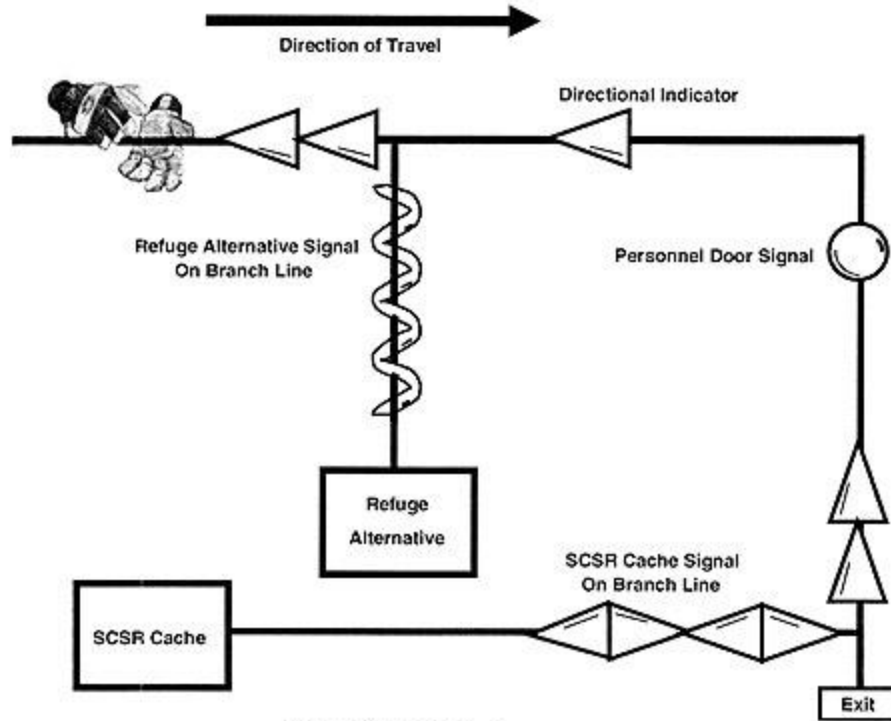 Direction of Travel
Directional Indicator
Refuge Alternative Signal
On Branch Line
Personnel Door Signal
Refuge
Alternative
SCSR Cache Signal
On Branch Line
SCSR Cache
Exit